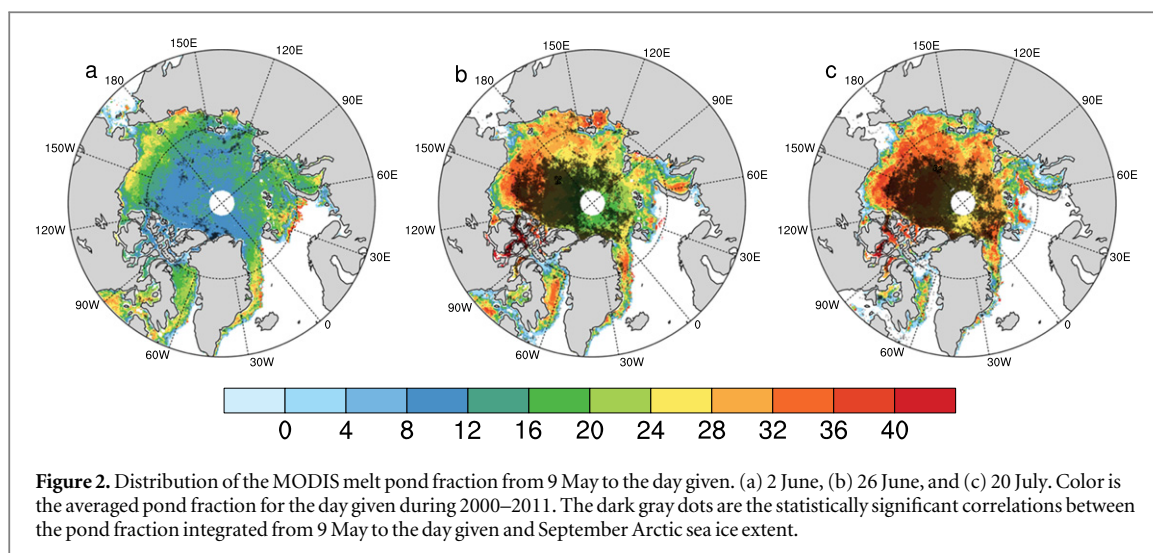 a
150E
120E
180
90E
150W
60E
120W
30E
90W
0
60W
30W
b
150E
120E
180
90E
150W
60E
120W
30E
90W
0
60W
30W
c
150E
120E
180
90E
150W
60E
120W
30E
90W
0
60W
30W
0 4 8 12 16 20 24 28 32 36 40
Figure 2. Distribution of the MODIS melt pond fraction from 9 May to the day given. (a) 2 June, (b) 26 June, and (c) 20 July. Color is
the averaged pond fraction for the day given during 2000–2011. The dark gray dots are the statistically significant correlations between
the pond fraction integrated from 9 May to the day given and September Arctic sea ice extent.